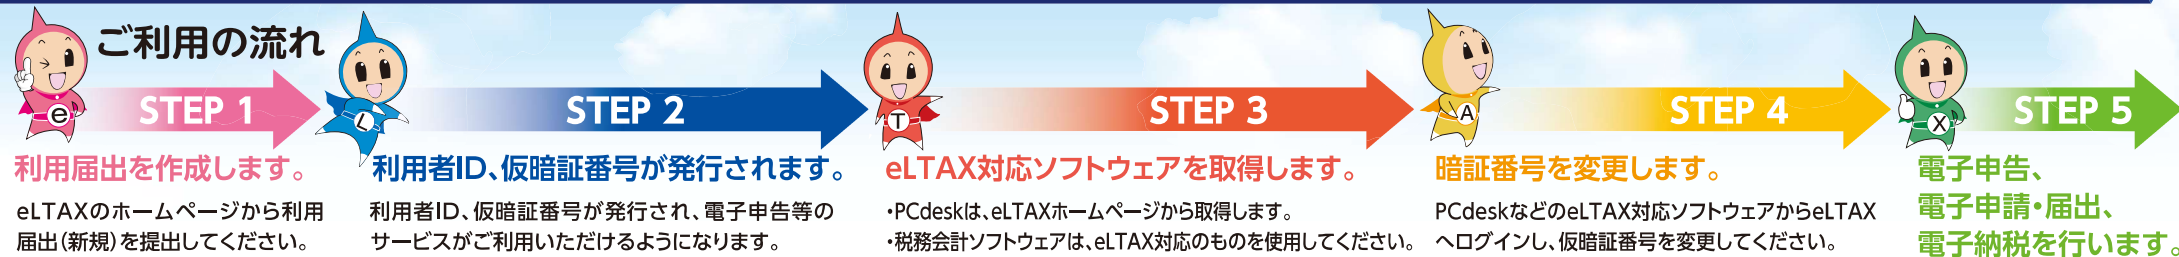 ご利用の流れ
e
STEP 1
利用届出を作成します。
eLTAXのホームページから利用
届出(新規)を提出してください。
L
STEP 2
利用者ID、仮暗証番号が発行されます。
利用者ID、仮暗証番号が発行され、電子申告等の
サービスがご利用いただけるようになります。
T
STEP 3
eLTAX対応ソフトウェアを取得します。
・PCdeskは、eLTAXホームページから取得します。
・税務会計ソフトウェアは、eLTAX対応のものを使用してください。
A
STEP 4
暗証番号を変更します。
PCdeskなどのeLTAX対応ソフトウェアからeLTAX
へログインし、仮暗証番号を変更してください。
X
STEP 5
電子申告、
電子申請・届出、
電子納税を行います。